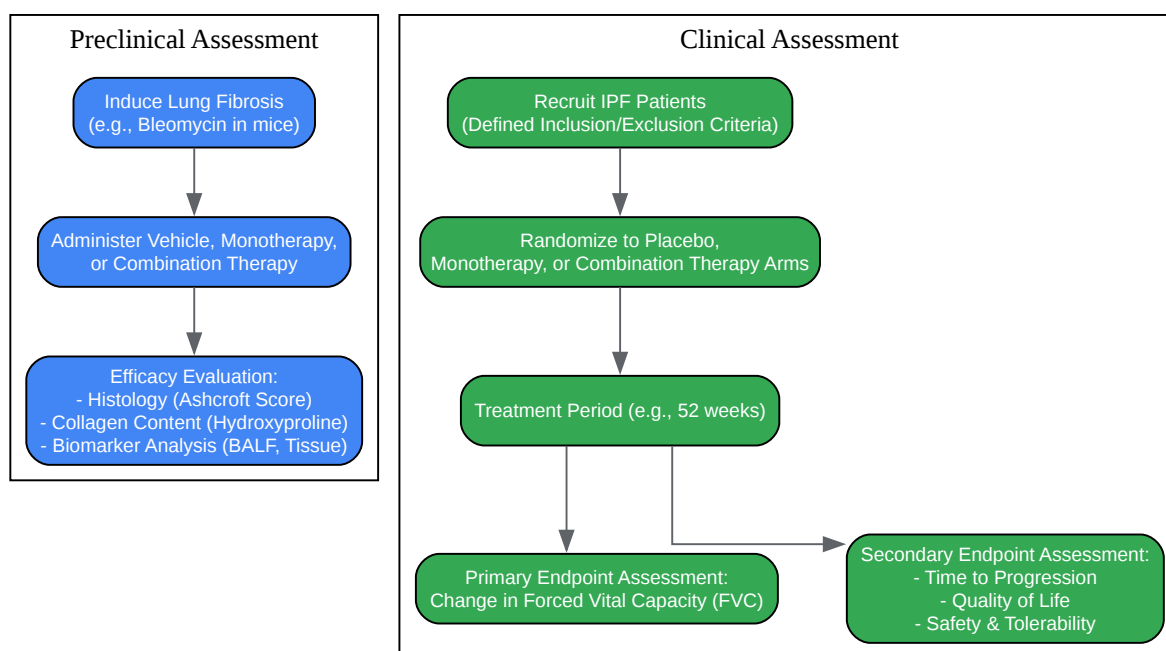 Preclinical Assessment
Induce Lung Fibrosis
(e.g., Bleomycin in mice)
Administer Vehicle, Monotherapy,
or Combination Therapy
Efficacy Evaluation:
- Histology (Ashcroft Score)
- Collagen Content (Hydroxyproline)
- Biomarker Analysis (BALF, Tissue)
Clinical Assessment
Recruit IPF Patients
(Defined Inclusion/Exclusion Criteria)
Randomize to Placebo,
Monotherapy, or Combination Therapy Arms
Treatment Period (e.g., 52 weeks)
Primary Endpoint Assessment:
Change in Forced Vital Capacity (FVC)
Secondary Endpoint Assessment:
- Time to Progression
- Quality of Life
- Safety & Tolerability